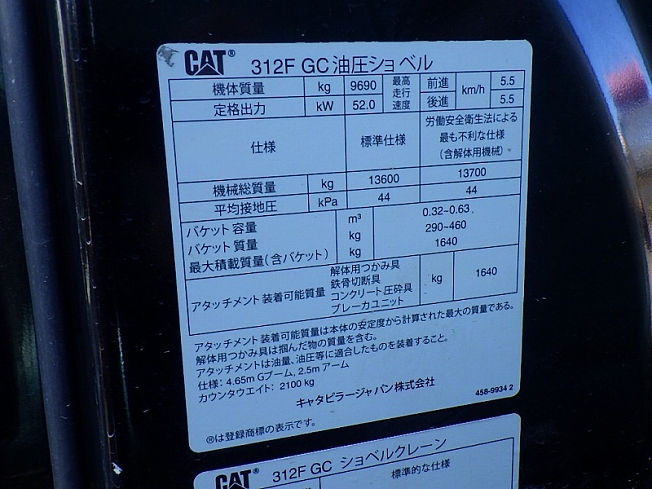 CAT® 312F GC 油圧ショベル
機体質量 kg 9690 最高走行速度 前進 km/h 5.5
定格出力 kW 52.0 後進 5.5
仕様 標準仕様 労働安全衛生法による最も不利な仕様(含解体用機械)
機械総質量 kg 13600 13700
平均接地圧 kPa 44 44
バケット 容量 m³ 0.32~0.63
バケット 質量 kg 290~460
最大積載質量(含バケット) kg 1640
アタッチメント 装着可能質量 解体用つかみ具 kg 1640
鉄骨切断具
コンクリート圧砕具
ブレーカユニット
アタッチメント 装着可能質量は本体の安定度から計算された最大の質量である。
解体用つかみ具は掴んだ物の質量を含む。
アタッチメントは油量、油圧等に適合したものを装着すること。
仕様: 4.65m Gブーム, 2.5m アーム
カウンタウエイト: 2100 kg
キャタピラージャパン株式会社
458-9934 2
®は登録商標の表示です。
CAT® 312F GC ショベルクレーン
標準的な仕様